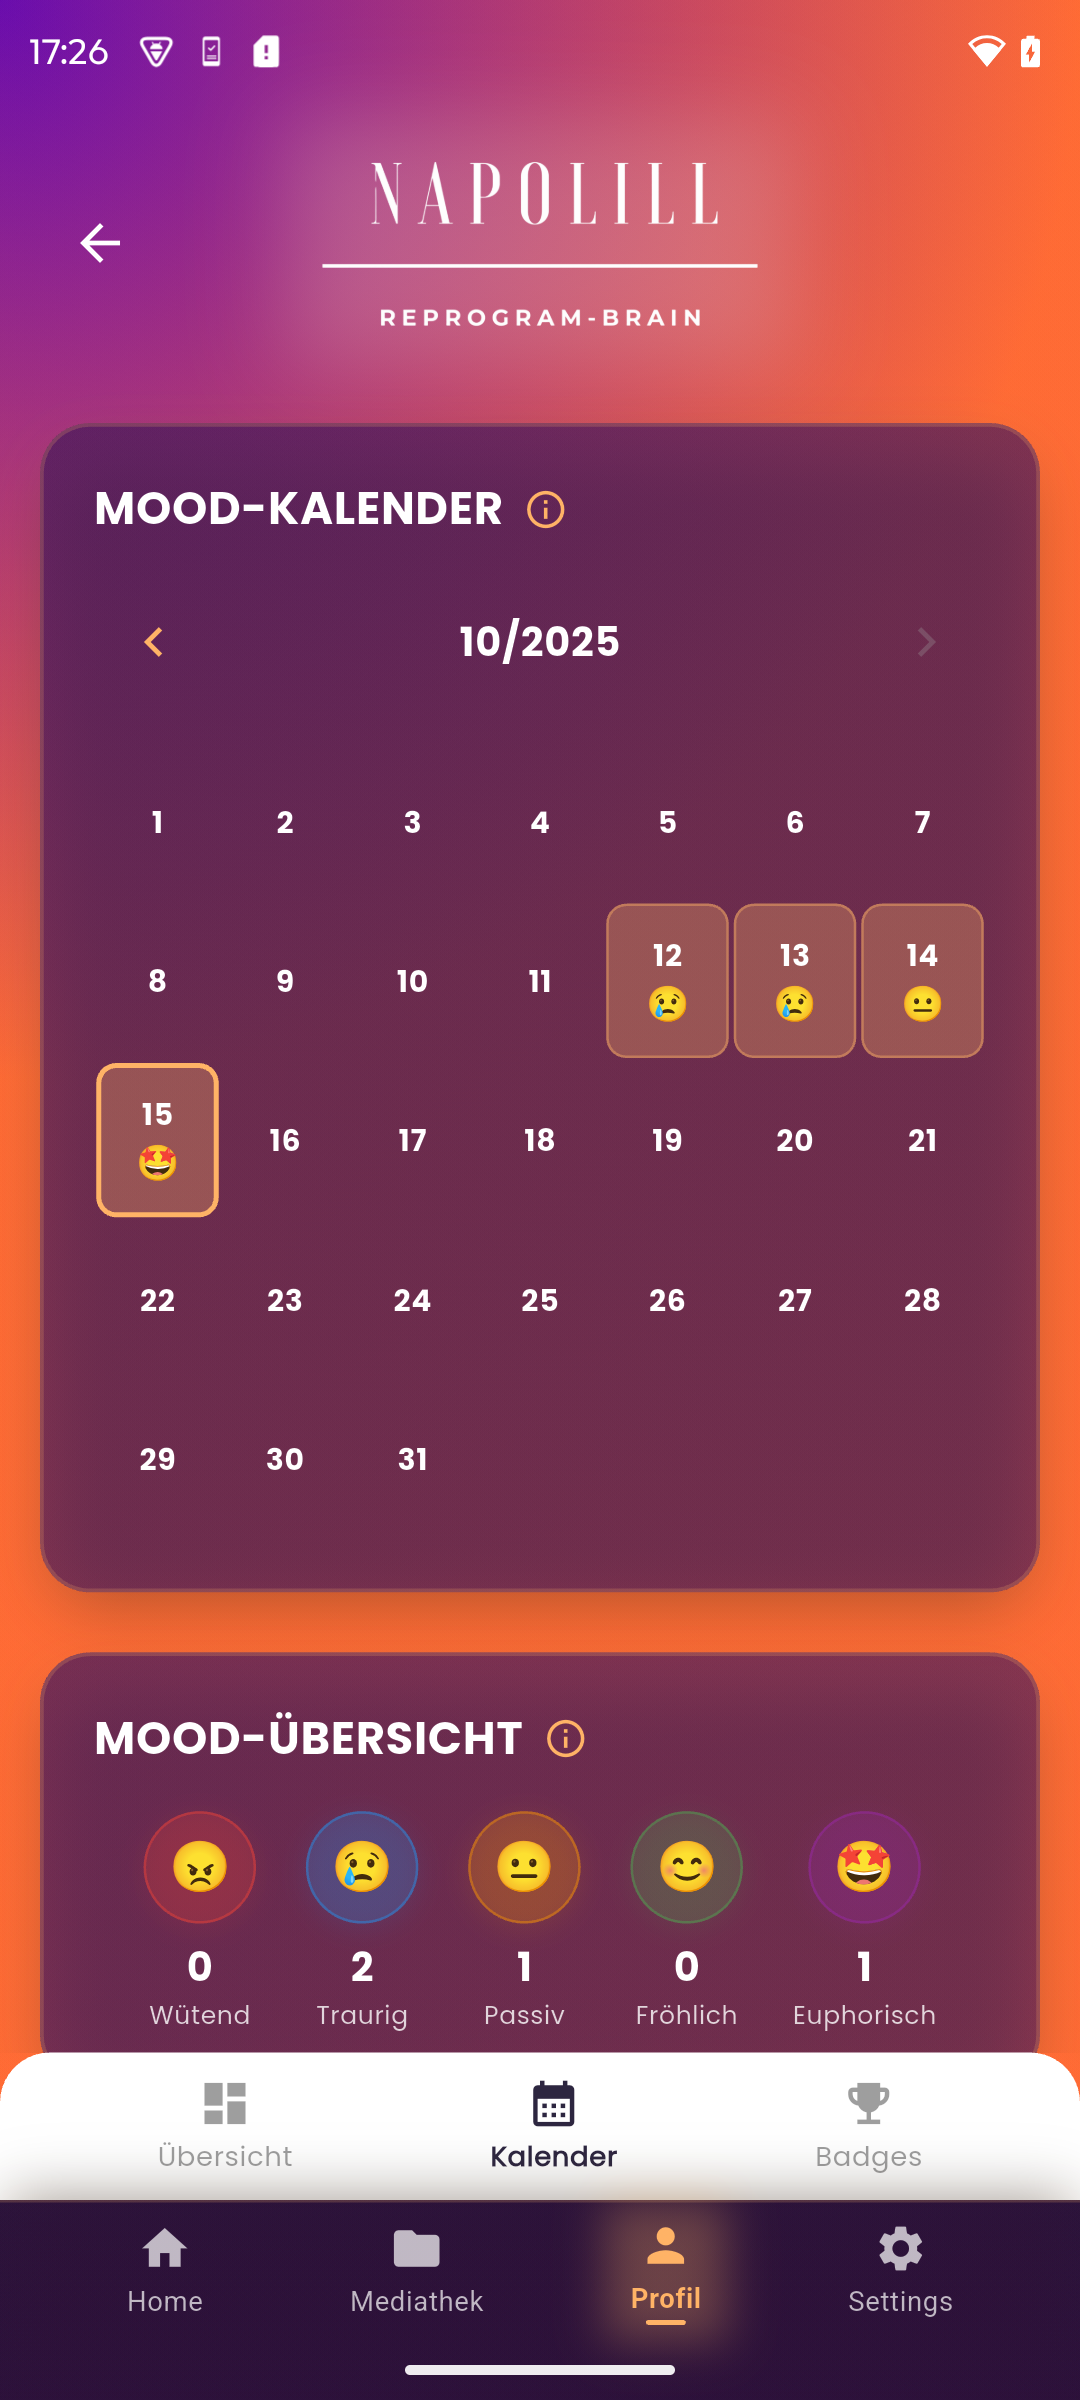 17:26
NAPOLILL
REPROGRAM-BRAIN
MOOD-KALENDER
10/2025
1 2 3 4 5 6 7
8 9 10 11 12 13 14
15 16 17 18 19 20 21
22 23 24 25 26 27 28
29 30 31
MOOD-ÜBERSICHT
0 2 1 0 1
Wütend Traurig Passiv Fröhlich Euphorisch
Übersicht Kalender Badges
Home Mediathek Profil Settings